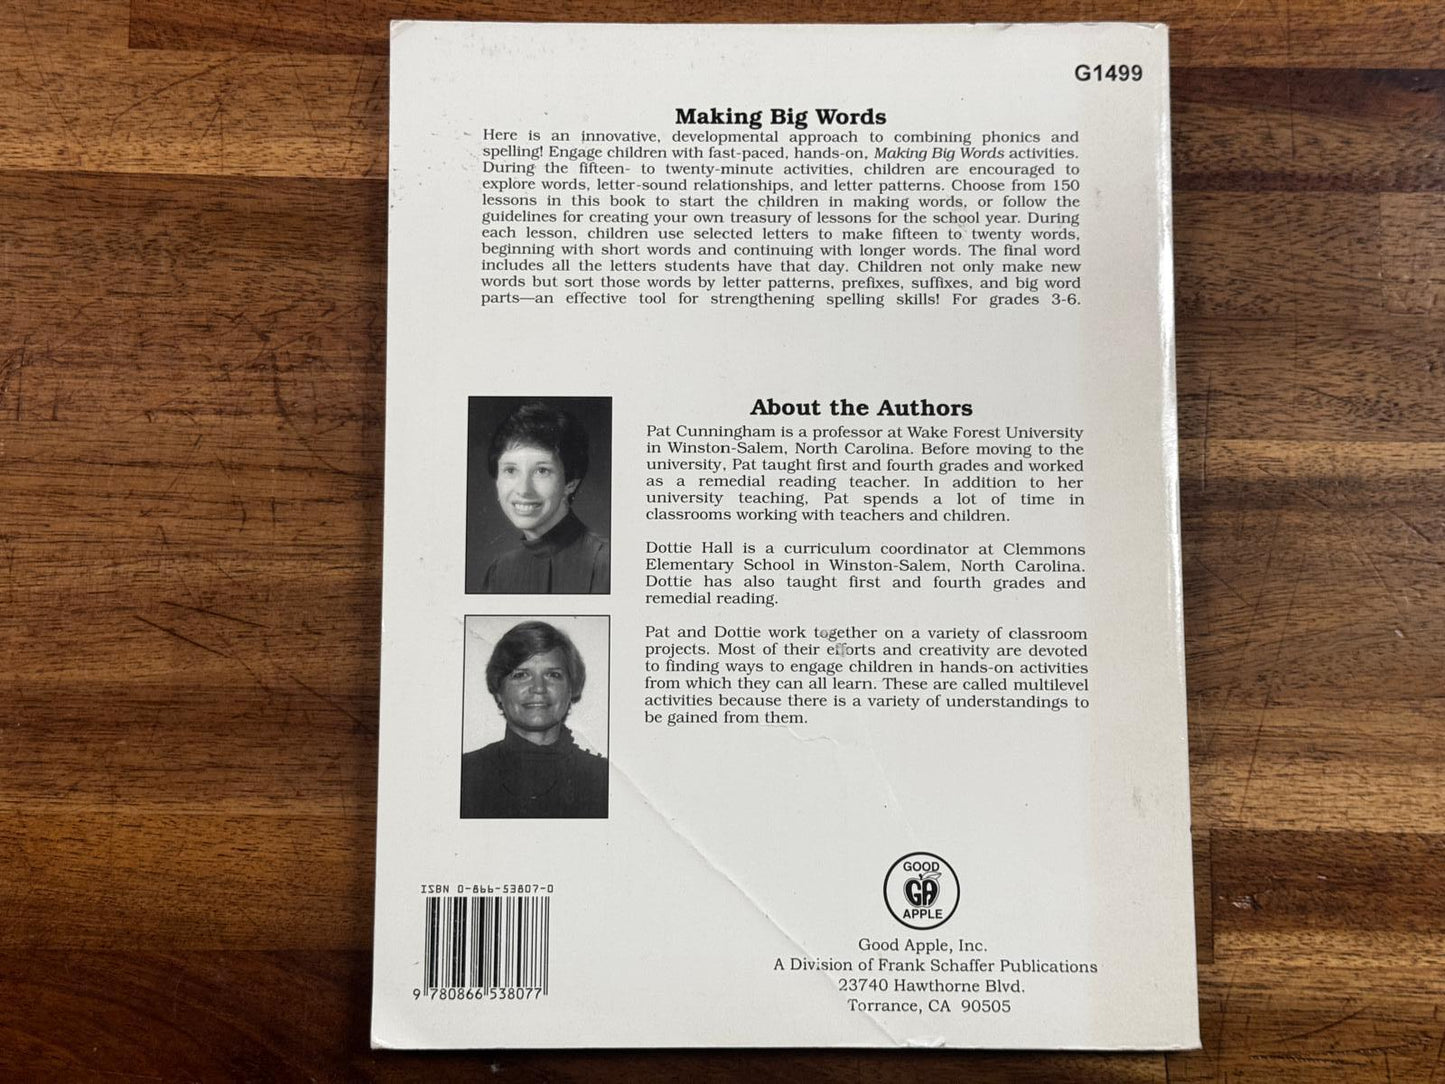 G1499
Making Big Words
Here is an innovative, developmental approach to combining phonics and
spelling! Engage children with fast-paced, hands-on, Making Big Words activities.
During the fifteen- to twenty-minute activities, children are encouraged to
explore words, letter-sound relationships, and letter patterns. Choose from 150
lessons in this book to start the children in making words, or follow the
guidelines for creating your own treasury of lessons for the school year. During
each lesson, children use selected letters to make fifteen to twenty words,
beginning with short words and continuing with longer words. The final word
includes all the letters students have that day. Children not only make new
words but sort those words by letter patterns, prefixes, suffixes, and big word
parts—an effective tool for strengthening spelling skills! For grades 3-6.
About the Authors
Pat Cunningham is a professor at Wake Forest University
in Winston-Salem, North Carolina. Before moving to the
university, Pat taught first and fourth grades and worked
as a remedial reading teacher. In addition to her
university teaching, Pat spends a lot of time in
classrooms working with teachers and children.
Dottie Hall is a curriculum coordinator at Clemmons
Elementary School in Winston-Salem, North Carolina.
Dottie has also taught first and fourth grades and
remedial reading.
Pat and Dottie work together on a variety of classroom
projects. Most of their efforts and creativity are devoted
to finding ways to engage children in hands-on activities
from which they can all learn. These are called multilevel
activities because there is a variety of understandings to
be gained from them.
ISBN 0-866-53807-0
9 780866 538077
GOOD
GA
APPLE
Good Apple, Inc.
A Division of Frank Schaffer Publications
23740 Hawthorne Blvd.
Torrance, CA 90505